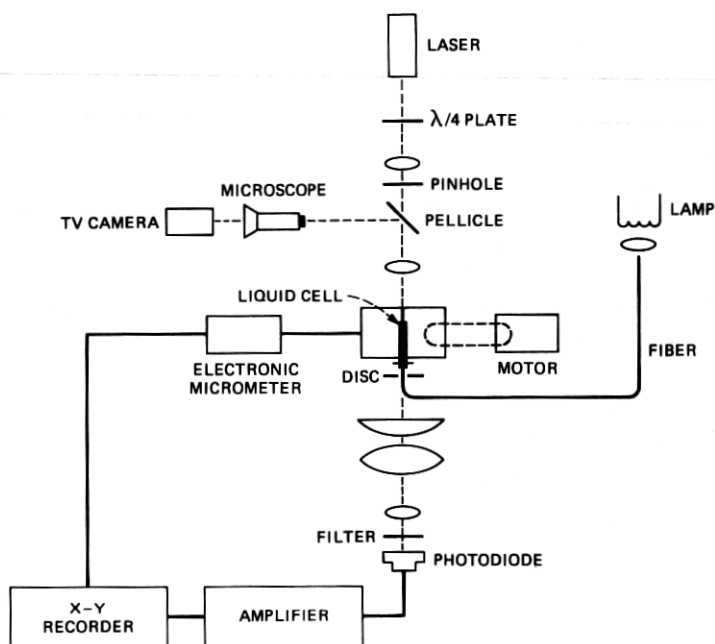 LASER
λ/4 PLATE
PINHOLE
MICROSCOPE
TV CAMERA
PELLICLE
LAMP
LIQUID CELL
ELECTRONIC
MICROMETER
DISC
MOTOR
FIBER
FILTER
PHOTODIODE
X-Y
RECORDER
AMPLIFIER